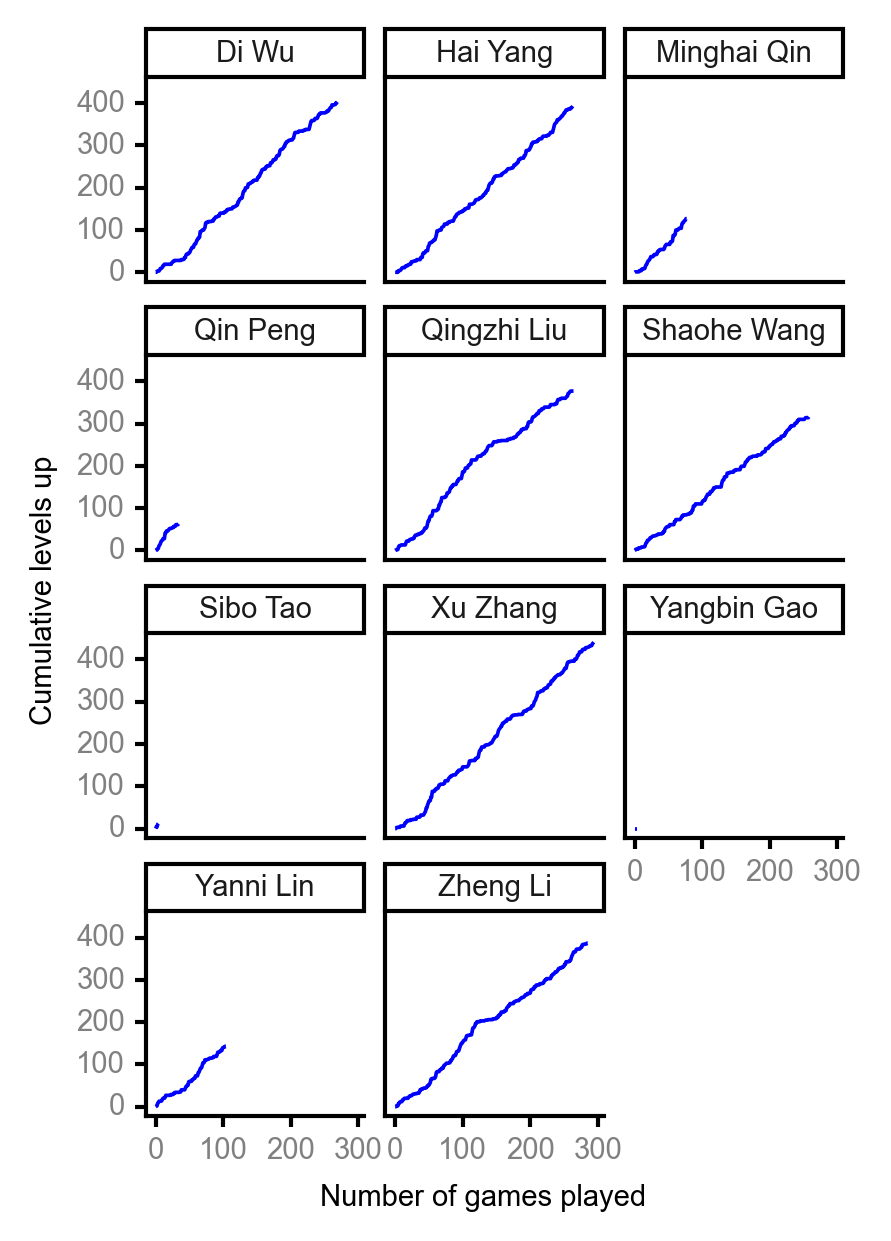 Di Wu Hai Yang Minghai Qin
400
300
200
100
0
Qin Peng Qingzhi Liu Shaohe Wang
400
300
200
100
0
Sibo Tao Xu Zhang Yangbin Gao
400
300
200
100
0
0 100 200 300
Yanni Lin Zheng Li
400
300
200
100
0
0 100 200 300 0 100 200 300
Number of games played
Cumulative levels up